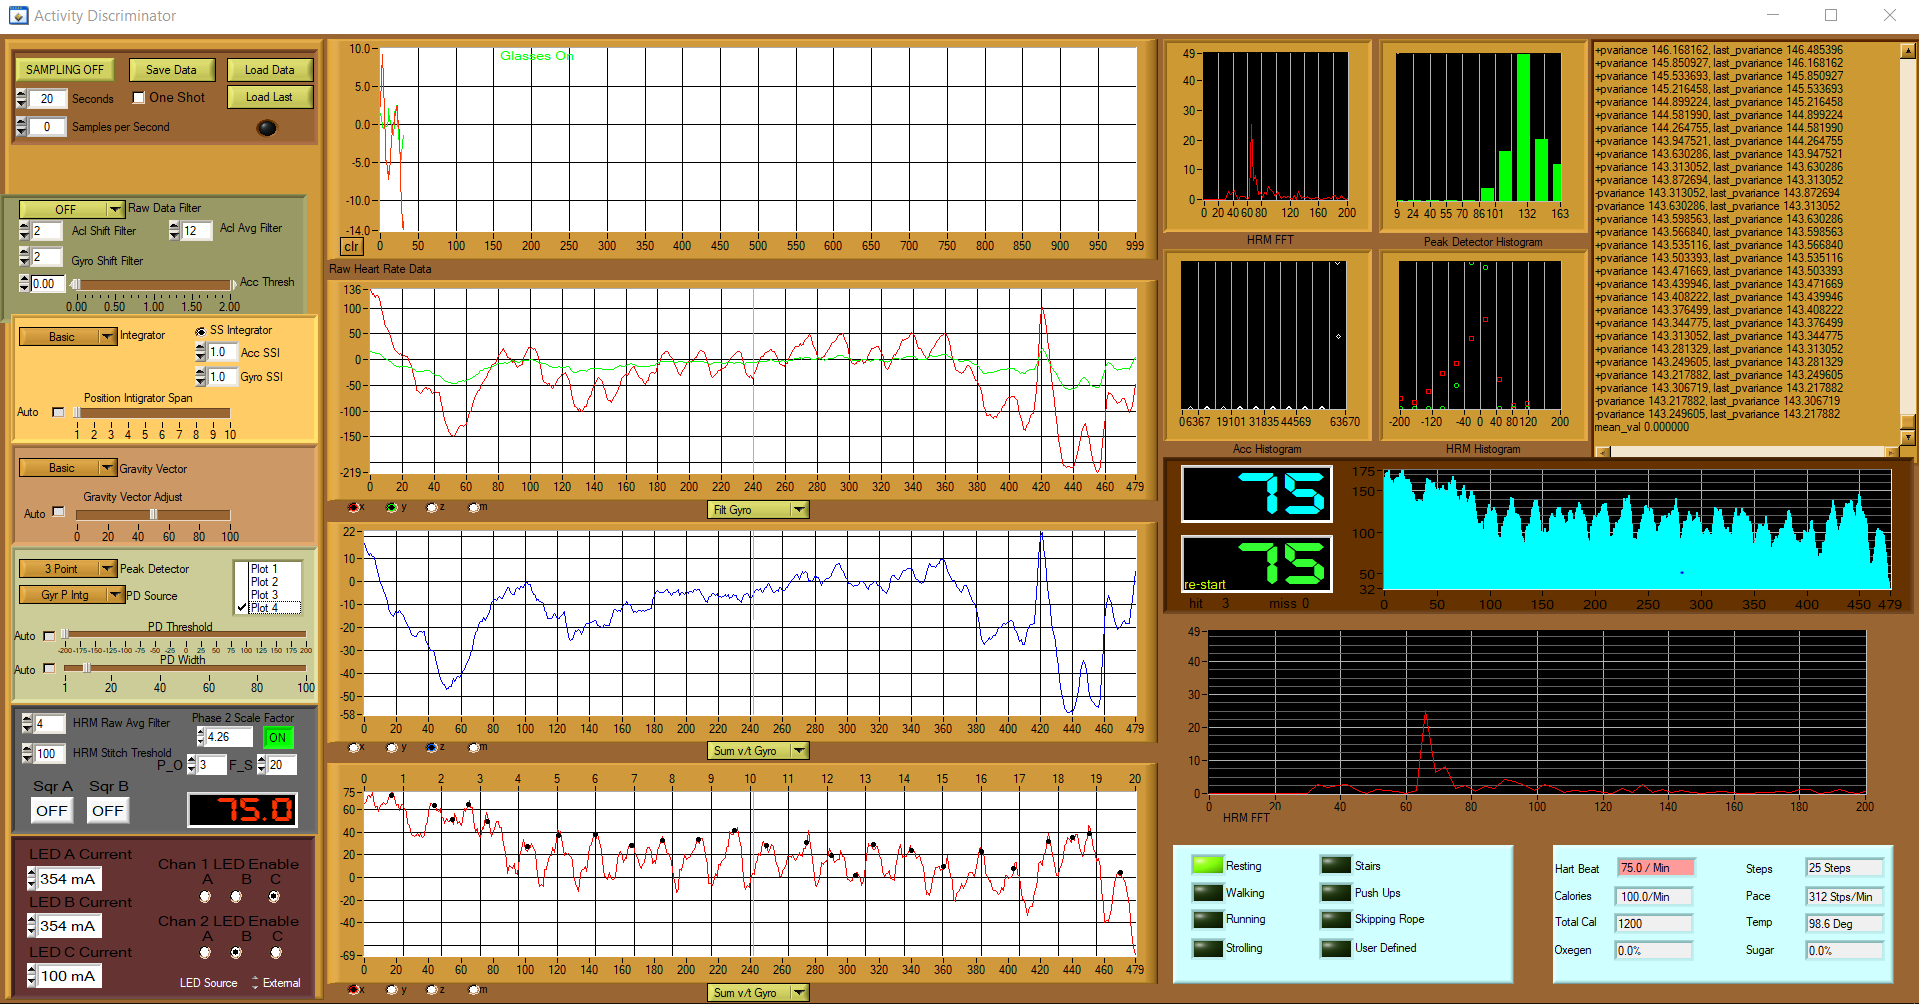 Activity Discriminator
SAMPLING OFF
Save Data
Load Data
20 Seconds
One Shot
Load Last
0 Samples per Second
OFF Raw Data Filter
2 Acl Shift Filter
12 Acl Avg Filter
2 Gyro Shift Filter
0.00 Acc Thresh
0.00 0.50 1.00 1.50 2.00
Basic Integrator
SS Integrator
1.0 Acc SSI
1.0 Gyro SSI
Position Intigrator Span
Auto
1 2 3 4 5 6 7 8 9 10
Basic Gravity Vector
Gravity Vector Adjust
Auto
0 20 40 60 80 100
3 Point Peak Detector
Gyr P Intg PD Source
Plot 1
Plot 2
Plot 3
Plot 4
PD Threshold
Auto
-200 -175 -150 -125 -100 -75 -50 -25 0 25 50 75 100 125 150 175 200
PD Width
Auto
1 20 40 60 80 100
4 HRM Raw Avg Filter
Phase 2 Scale Factor
4.26 ON
100 HRM Stitch Treshold
P_O 3 F_S 20
Sqr A Sqr B
OFF OFF
75.0
LED A Current
354 mA
LED B Current
354 mA
LED C Current
100 mA
Chan 1 LED Enable
A B C
Chan 2 LED Enable
A B C
LED Source External
Glasses On
10.0
5.0
0.0
-5.0
-10.0
-14.0
clr
0 50 100 150 200 250 300 350 400 450 500 550 600 650 700 750 800 850 900 950 999
Raw Heart Rate Data
136
100
50
0
-50
-100
-150
-219
0 20 40 60 80 100 120 140 160 180 200 220 240 260 280 300 320 340 360 380 400 420 440 460 479
x y z m
Filt Gyro
22
10
0
-10
-20
-30
-40
-50
-58
0 20 40 60 80 100 120 140 160 180 200 220 240 260 280 300 320 340 360 380 400 420 440 460 479
x y z m
Sum v/t Gyro
0 1 2 3 4 5 6 7 8 9 10 11 12 13 14 15 16 17 18 19 20
75
60
40
20
0
-20
-40
-69
0 20 40 60 80 100 120 140 160 180 200 220 240 260 280 300 320 340 360 380 400 420 440 460 479
x y z m
Sum v/t Gyro
49
40
30
20
10
0
0 20 40 60 80 120 160 200
HRM FFT
9 24 40 55 70 86 101 132 163
Peak Detector Histogram
0 6367 19101 31835 44569 63670
Acc Histogram
-200 -120 -40 0 40 80 120 200
HRM Histogram
+pvariance 146.168162, last_pvariance 146.485396
+pvariance 145.850927, last_pvariance 146.168162
+pvariance 145.533693, last_pvariance 145.850927
+pvariance 145.216458, last_pvariance 145.533693
+pvariance 144.899224, last_pvariance 145.216458
+pvariance 144.581990, last_pvariance 144.899224
+pvariance 144.264755, last_pvariance 144.581990
+pvariance 143.947521, last_pvariance 144.264755
+pvariance 143.630286, last_pvariance 143.947521
+pvariance 143.313052, last_pvariance 143.630286
+pvariance 143.872694, last_pvariance 143.313052
-pvariance 143.313052, last_pvariance 143.872694
-pvariance 143.630286, last_pvariance 143.313052
+pvariance 143.598563, last_pvariance 143.630286
+pvariance 143.566840, last_pvariance 143.598563
+pvariance 143.535116, last_pvariance 143.566840
+pvariance 143.503393, last_pvariance 143.535116
+pvariance 143.471669, last_pvariance 143.503393
+pvariance 143.439946, last_pvariance 143.471669
+pvariance 143.408222, last_pvariance 143.439946
+pvariance 143.376499, last_pvariance 143.408222
+pvariance 143.344775, last_pvariance 143.376499
+pvariance 143.313052, last_pvariance 143.344775
+pvariance 143.281329, last_pvariance 143.313052
+pvariance 143.249605, last_pvariance 143.281329
+pvariance 143.217882, last_pvariance 143.249605
+pvariance 143.306719, last_pvariance 143.217882
-pvariance 143.217882, last_pvariance 143.306719
-pvariance 143.249605, last_pvariance 143.217882
mean_val 0.000000
75
75
re-start
hit 3 miss 0
175
150
100
50
32
0 50 100 150 200 250 300 350 400 450 479
49
40
30
20
10
0
0 20 40 60 80 100 120 140 160 180 200
HRM FFT
Resting Stairs
Walking Push Ups
Running Skipping Rope
Strolling User Defined
Hart Beat 75.0 / Min Steps 25 Steps
Calories 100.0/Min Pace 312 Stps/Min
Total Cal 1200 Temp 98.6 Deg
Oxegen 0.0% Sugar 0.0%